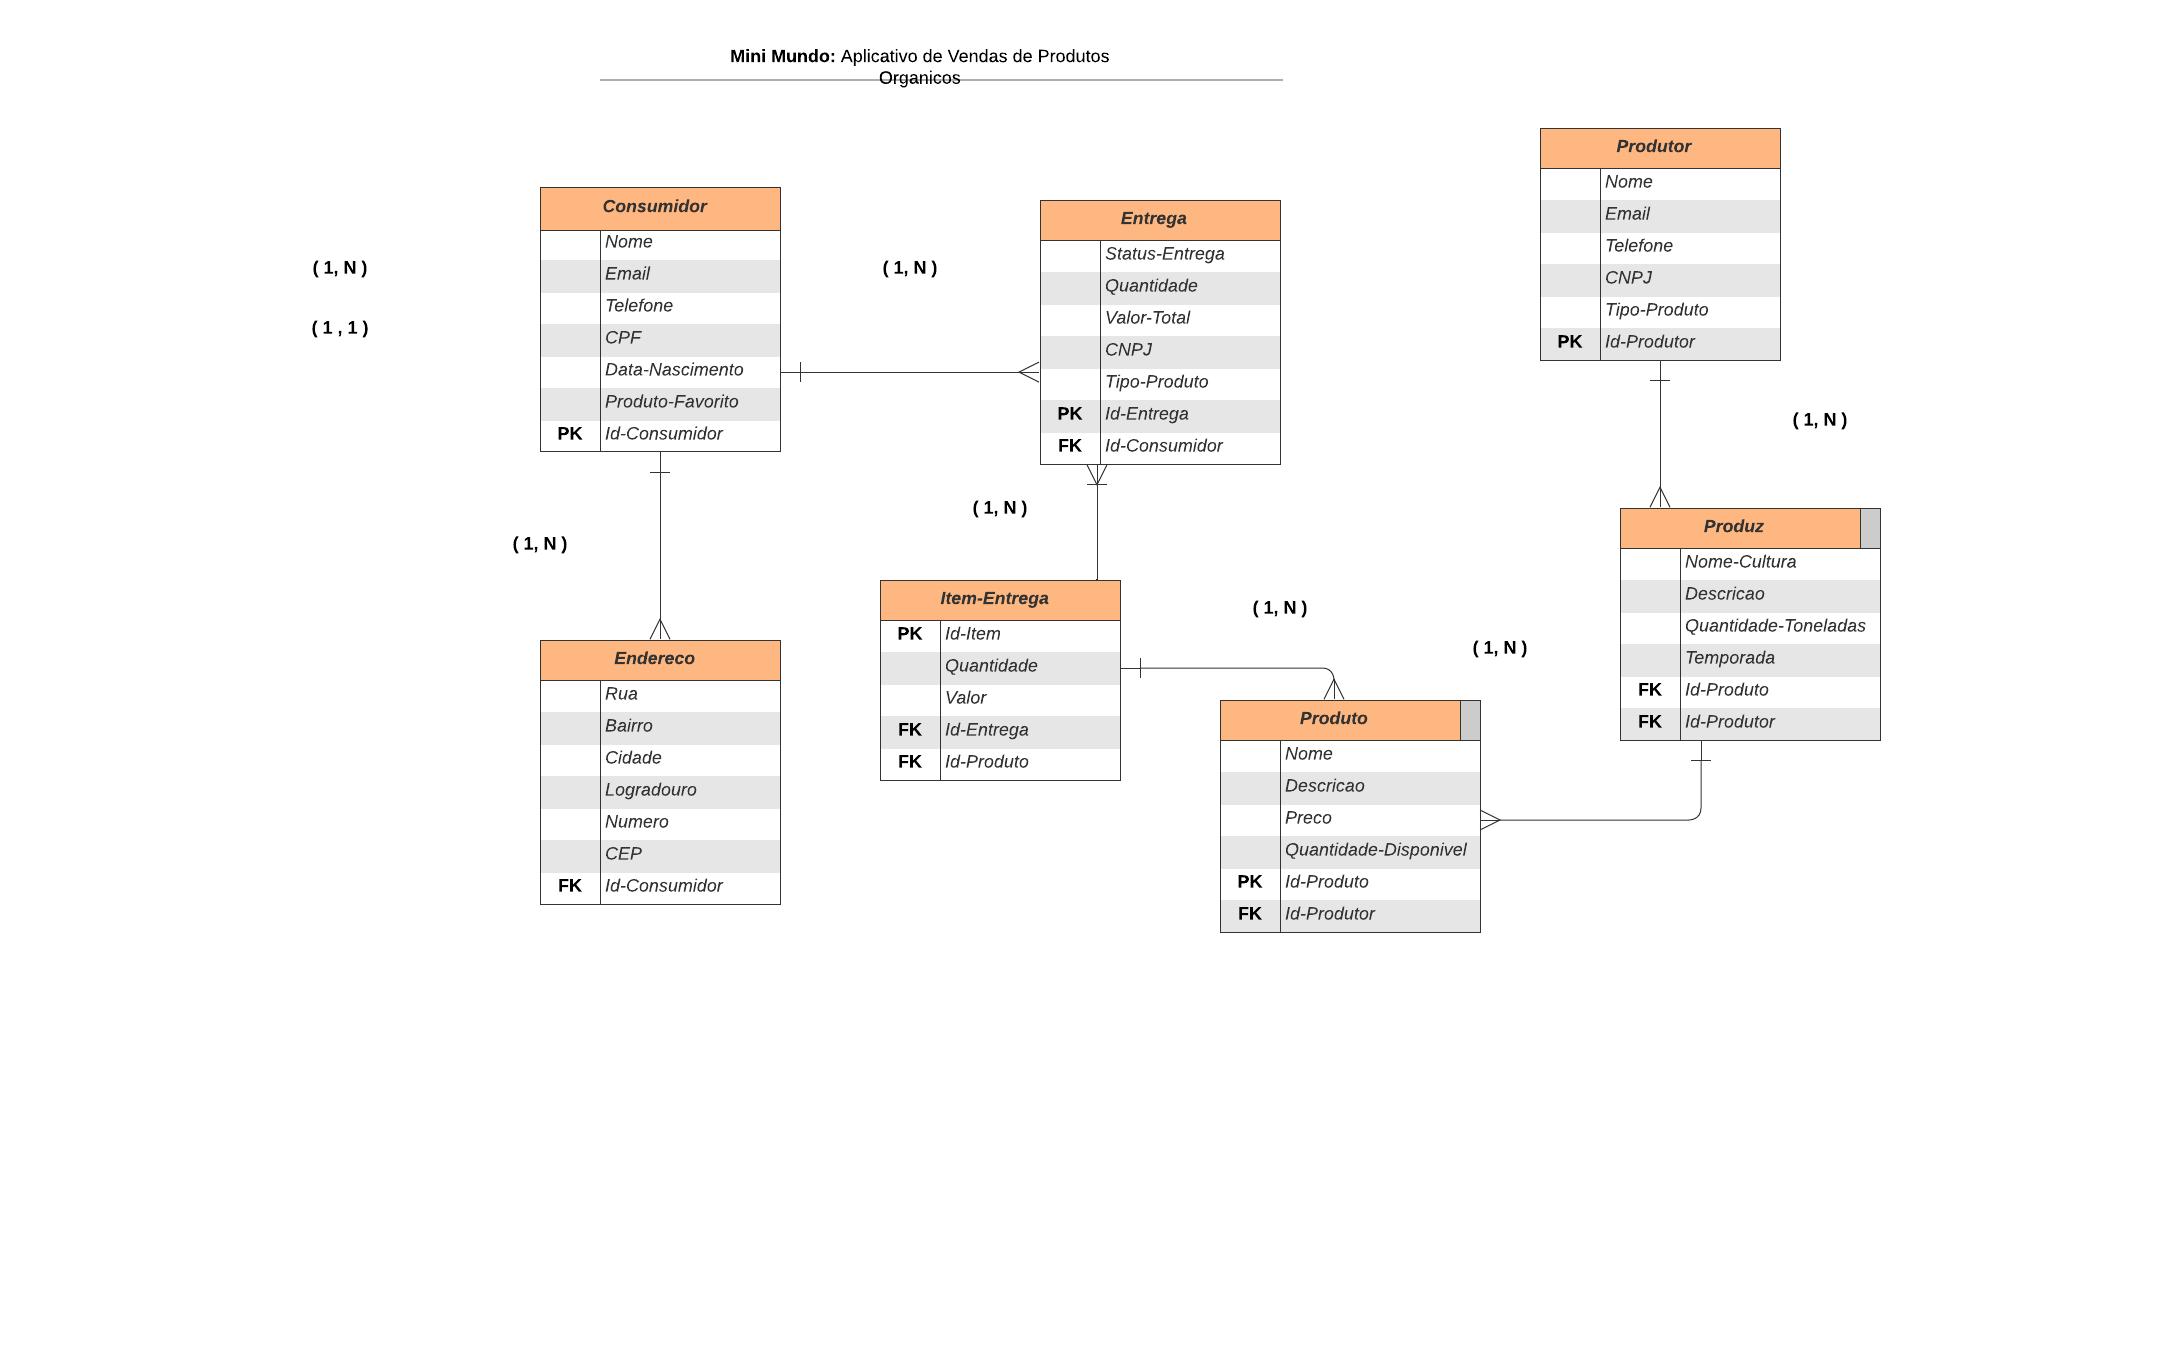 Mini Mundo: Aplicativo de Vendas de Produtos
Organicos
( 1, N )
( 1 , 1 )
Consumidor
Nome
Email
Telefone
CPF
Data-Nascimento
Produto-Favorito
PK Id-Consumidor
( 1, N )
Entrega
Status-Entrega
Quantidade
Valor-Total
CNPJ
Tipo-Produto
PK Id-Entrega
FK Id-Consumidor
Produtor
Nome
Email
Telefone
CNPJ
Tipo-Produto
PK Id-Produtor
( 1, N )
( 1, N )
( 1, N )
Endereco
Rua
Bairro
Cidade
Logradouro
Numero
CEP
FK Id-Consumidor
Item-Entrega
PK Id-Item
Quantidade
Valor
FK Id-Entrega
FK Id-Produto
( 1, N )
( 1, N )
Produto
Nome
Descricao
Preco
Quantidade-Disponivel
PK Id-Produto
FK Id-Produtor
Produz
Nome-Cultura
Descricao
Quantidade-Toneladas
Temporada
FK Id-Produto
FK Id-Produtor